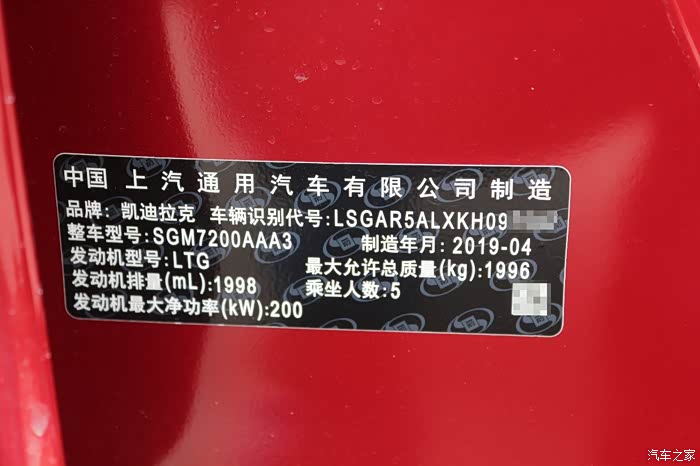 中国 上汽通用汽车有限公司制造
品牌: 凯迪拉克 车辆识别代号:LSGAR5ALXKH09
整车型号:SGM7200AAA3 制造年月: 2019-04
发动机型号:LTG 最大允许总质量(kg):1996
发动机排量(mL):1998 乘坐人数:5
发动机最大净功率(kW):200
汽车之家